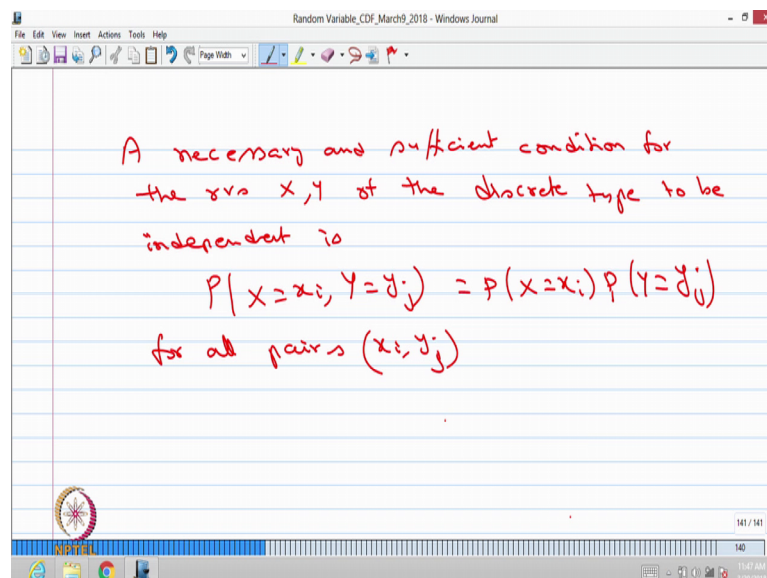 Random Variable_CDF_March9_2018 - Windows Journal
File Edit View Insert Actions Tools Help
Page Width
A necessary and sufficient condition for
the rvs X, Y of the discrete type to be
independent is
P(X=xi, Y=yj) = P(X=xi) P(Y=yj)
for all pairs (xi, yj)
141 / 141
NPTEL
140
11:47 AM